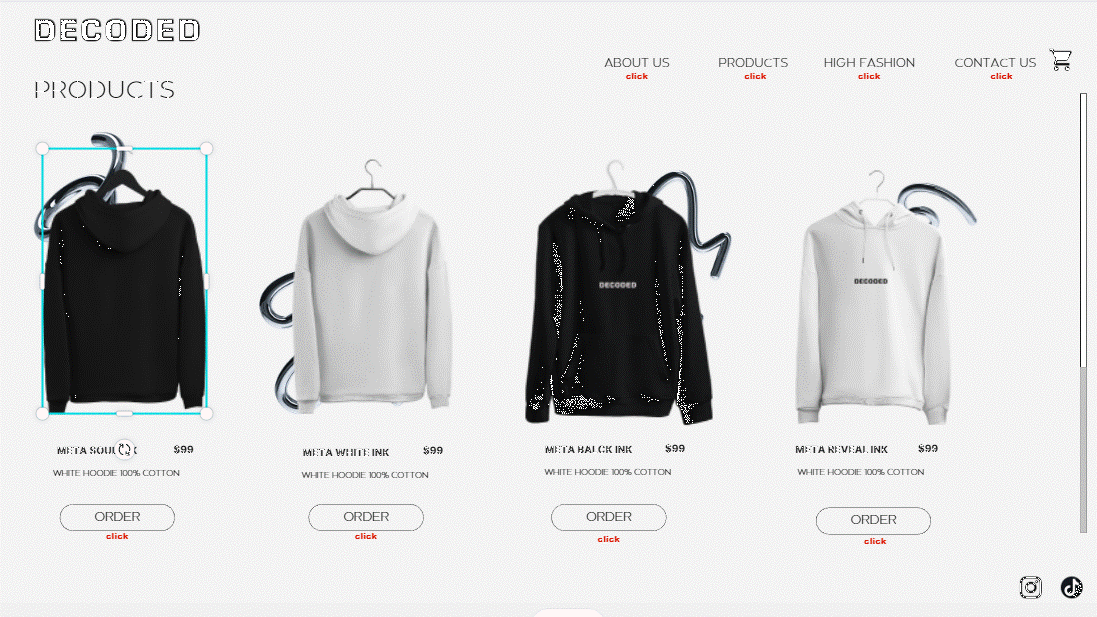 DECODED
ABOUT US PRODUCTS HIGH FASHION CONTACT US
click click click click
PRODUCTS
DECODED
DECODED
META $99
META WHITE INK $99
META BALCK INK $99
META REVEAL INK $99
WHITE HOODIE 100% COTTON
WHITE HOODIE 100% COTTON
WHITE HOODIE 100% COTTON
WHITE HOODIE 100% COTTON
ORDER ORDER ORDER ORDER
click click click click